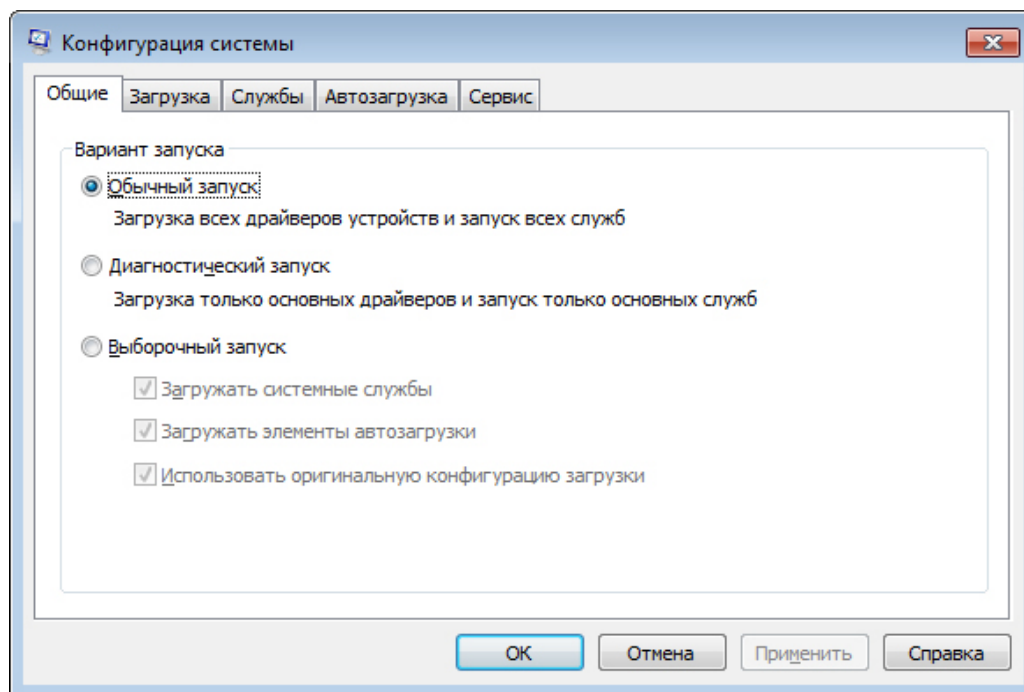 Конфигурация системы
Общие Загрузка Службы Автозагрузка Сервис
Вариант запуска
Обычный запуск
Загрузка всех драйверов устройств и запуск всех служб
Диагностический запуск
Загрузка только основных драйверов и запуск только основных служб
Выборочный запуск
Загружать системные службы
Загружать элементы автозагрузки
Использовать оригинальную конфигурацию загрузки
ОК Отмена Применить Справка